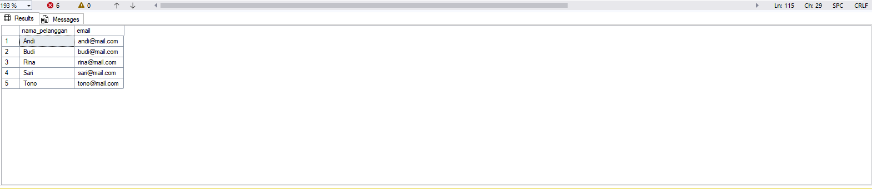 193 % 6 0 Ln: 115 Ch: 29 SPC CRLF
Results Messages
nama_pelanggan email
1 Andi andi@mail.com
2 Budi budi@mail.com
3 Rina rina@mail.com
4 Sari sari@mail.com
5 Tono tono@mail.com